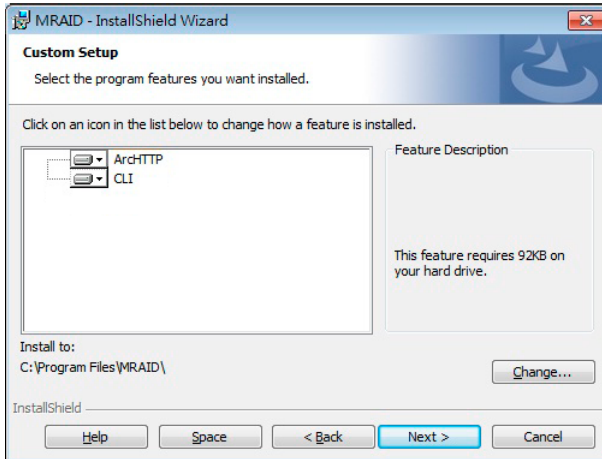 MRAID - InstallShield Wizard
Custom Setup
Select the program features you want installed.
Click on an icon in the list below to change how a feature is installed.
ArcHTTP
CLI
Feature Description
This feature requires 92KB on
your hard drive.
Install to:
C:\Program Files\MRAID\
Change...
InstallShield
Help
Space
< Back
Next >
Cancel